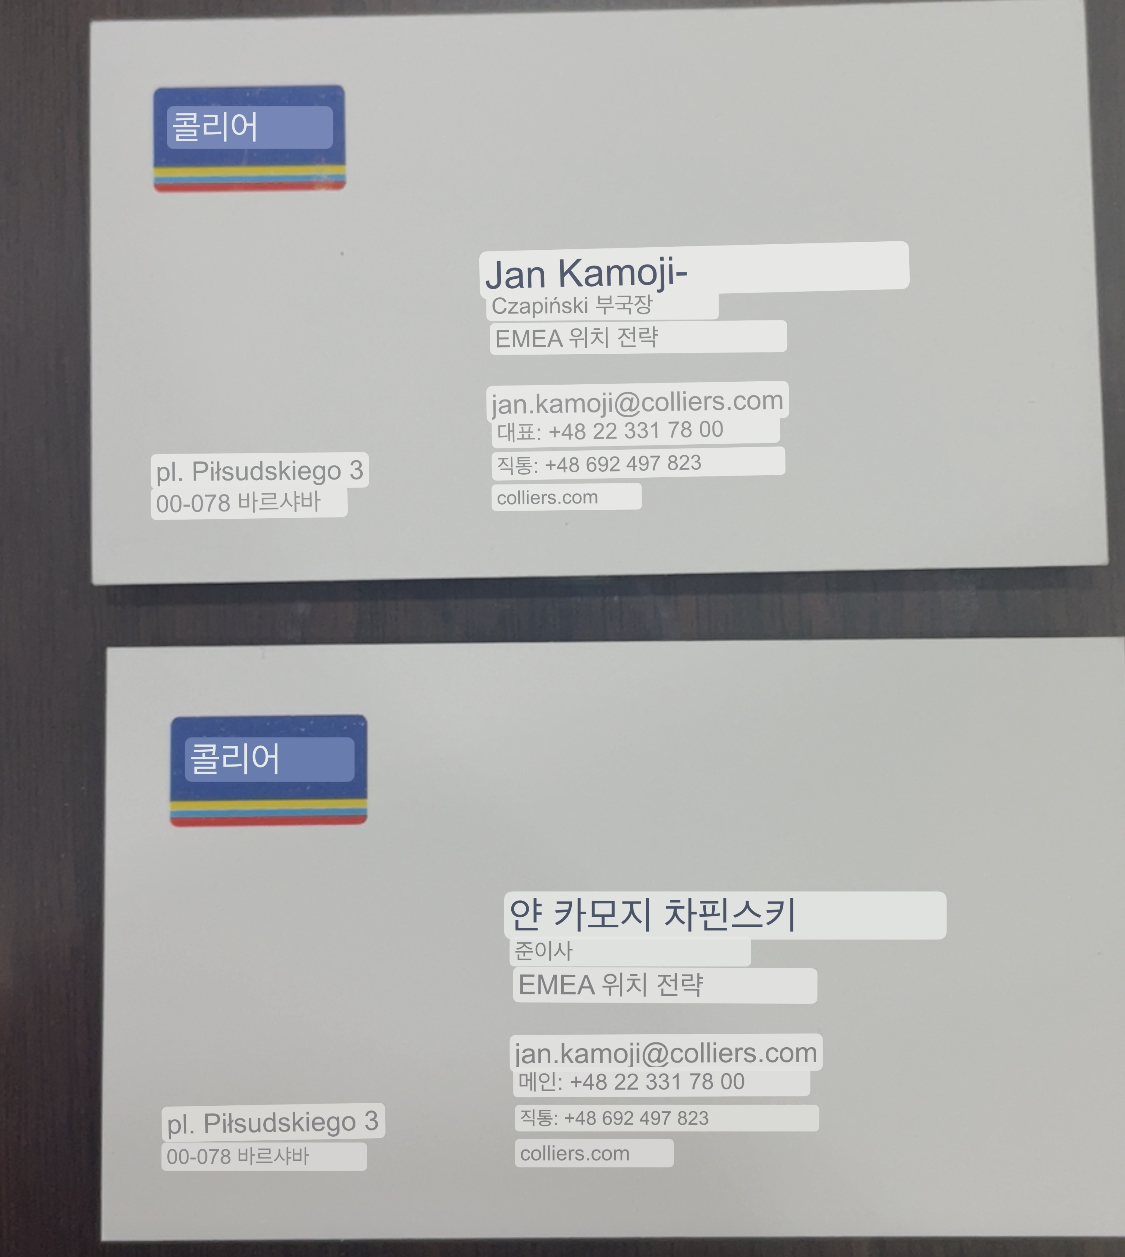 콜리어
Jan Kamoji-
Czapiński 부국장
EMEA 위치 전략
jan.kamoji@colliers.com
대표: +48 22 331 78 00
직통: +48 692 497 823
colliers.com
pl. Piłsudskiego 3
00-078 바르샤바
콜리어
얀 카모지 차핀스키
준이사
EMEA 위치 전략
jan.kamoji@colliers.com
메인: +48 22 331 78 00
직통: +48 692 497 823
colliers.com
pl. Piłsudskiego 3
00-078 바르샤바